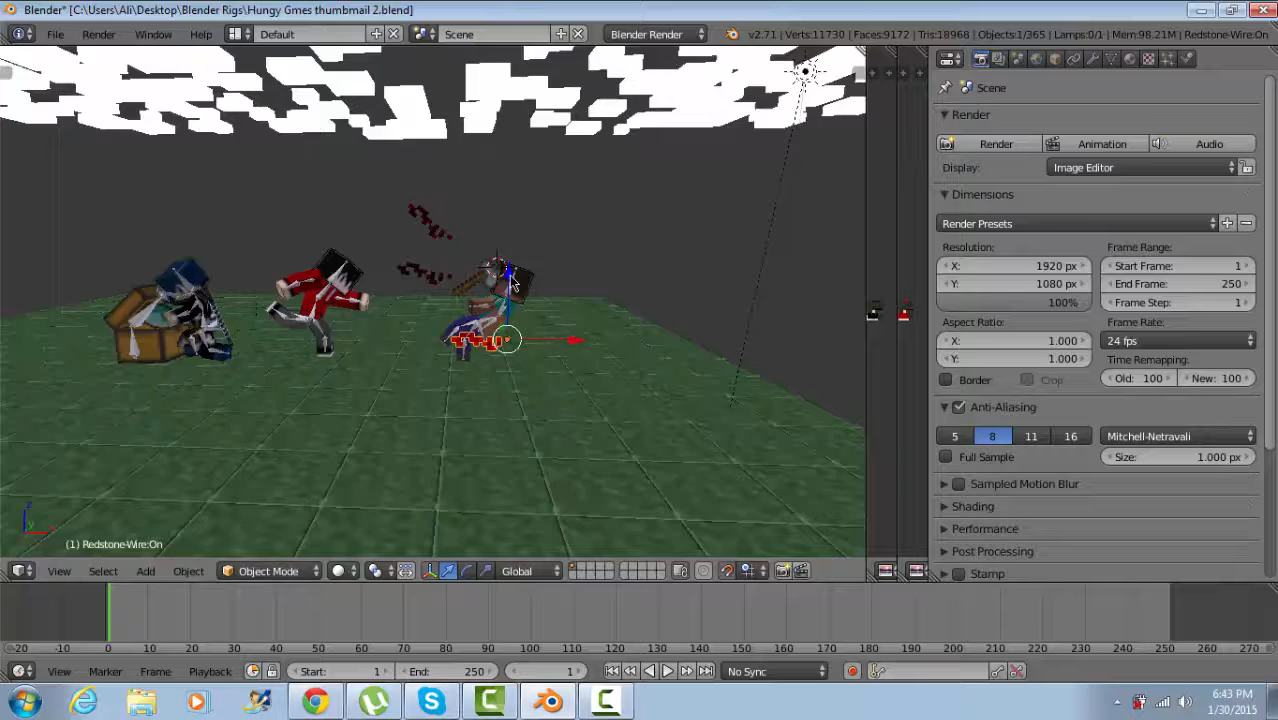 Blender* [C:\Users\Ali\Desktop\Blender Rigs\Hungy Gmes thumbmail 2.blend]
File Render Window Help Default Scene Blender Render v2.71 | Verts:11730 | Faces:9172 | Tris:18968 | Objects:1/365 | Lamps:0/1 | Mem:98.21M | Redstone-Wire:On
Scene
Render
Render Animation Audio
Display: Image Editor
Dimensions
Render Presets
Resolution: Frame Range:
X: 1920 px Start Frame: 1
Y: 1080 px End Frame: 250
100% Frame Step: 1
Aspect Ratio: Frame Rate:
X: 1.000 24 fps
Y: 1.000 Time Remapping:
Border Crop Old: 100 New: 100
Anti-Aliasing
5 8 11 16 Mitchell-Netravali
Full Sample Size: 1.000 px
Sampled Motion Blur
Shading
Performance
Post Processing
Stamp
z
y
(1) Redstone-Wire:On
View Select Add Object Object Mode Global
-20 -10 0 10 20 30 40 50 60 70 80 90 100 110 120 130 140 150 160 170 180 190 200 210 220 230 240 250 260 270
View Marker Frame Playback Start: 1 End: 250 1 No Sync
6:43 PM
1/30/2015